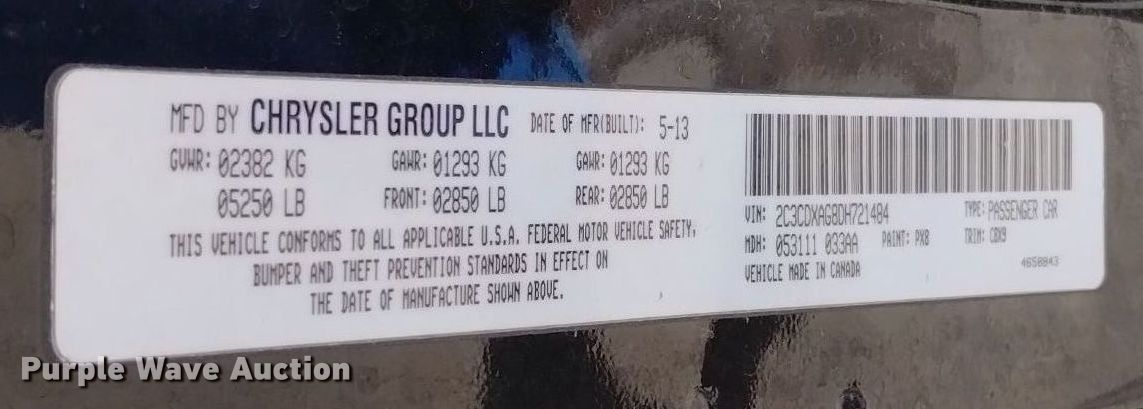 MFD BY CHRYSLER GROUP LLC DATE OF MFR(BUILT): 5-13
GVWR: 02382 KG GAWR: 01293 KG GAWR: 01293 KG
05250 LB FRONT: 02850 LB REAR: 02850 LB
THIS VEHICLE CONFORMS TO ALL APPLICABLE U.S.A. FEDERAL MOTOR VEHICLE SAFETY,
BUMPER AND THEFT PREVENTION STANDARDS IN EFFECT ON
THE DATE OF MANUFACTURE SHOWN ABOVE.
VIN: 2C3CDXAG8DH721484 TYPE: PASSENGER CAR
MDH: 053111 033AA PAINT: PX8 TRIM: CBX9
VEHICLE MADE IN CANADA 4658843
Purple Wave Auction